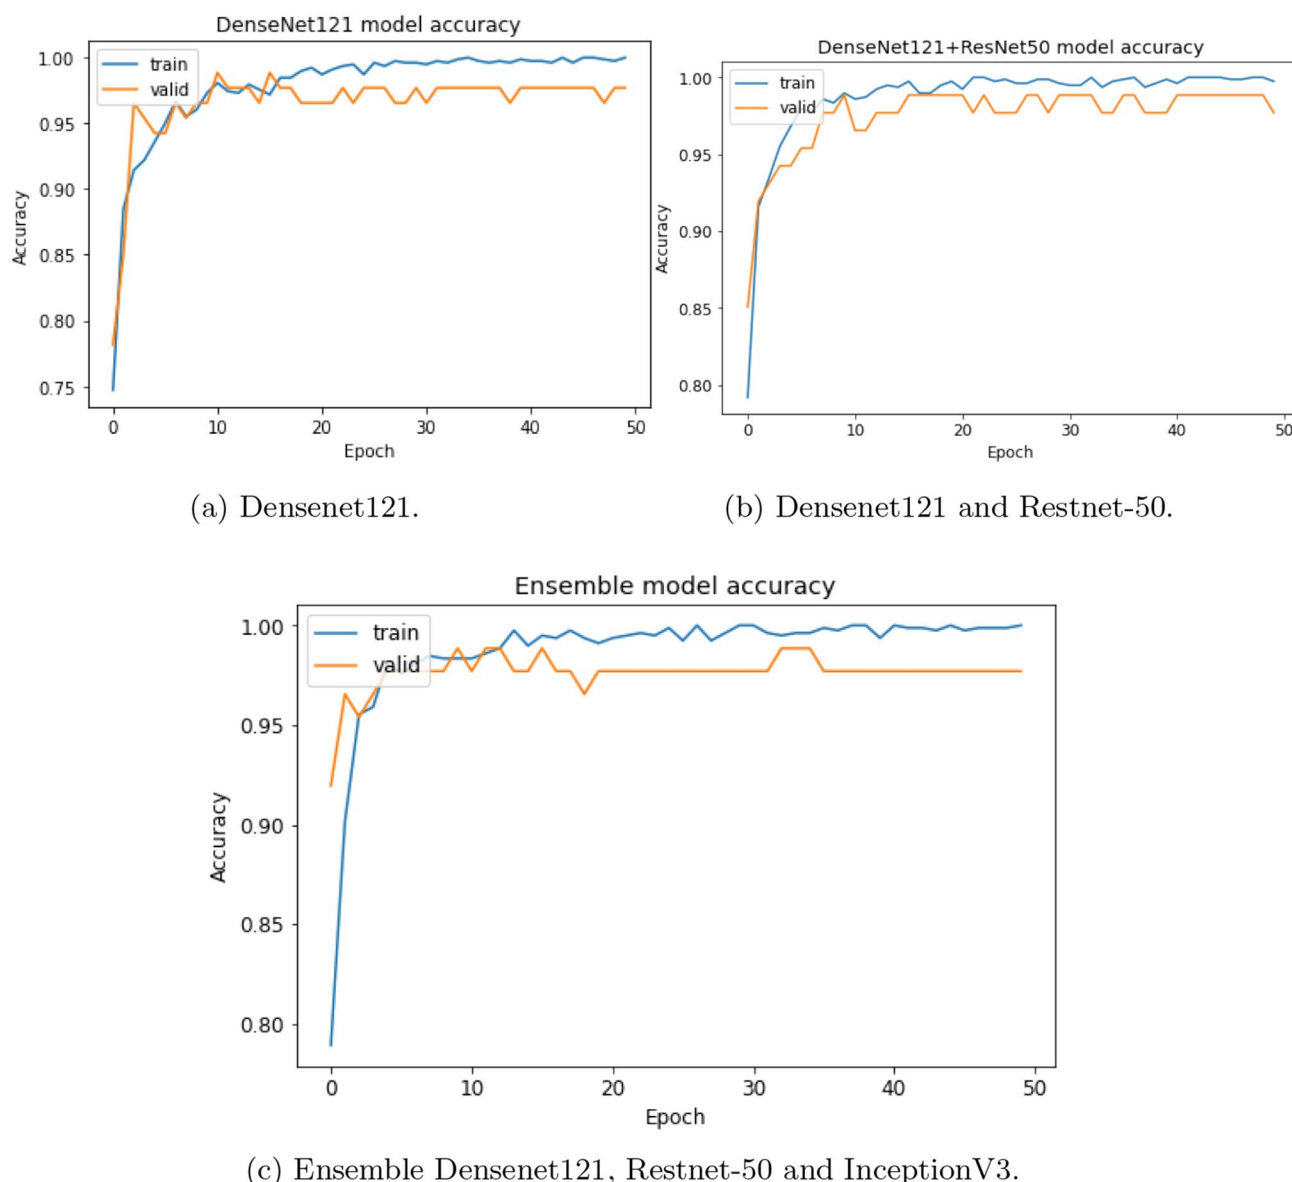 DenseNet121 model accuracy
train
valid
1.00
0.95
0.90
0.85
0.80
0.75
Accuracy
0 10 20 30 40 50
Epoch
(a) Densenet121.
DenseNet121+ResNet50 model accuracy
train
valid
1.00
0.95
0.90
0.85
0.80
Accuracy
0 10 20 30 40 50
Epoch
(b) Densenet121 and Restnet-50.
Ensemble model accuracy
train
valid
1.00
0.95
0.90
0.85
0.80
Accuracy
0 10 20 30 40 50
Epoch
(c) Ensemble Densenet121, Restnet-50 and InceptionV3.